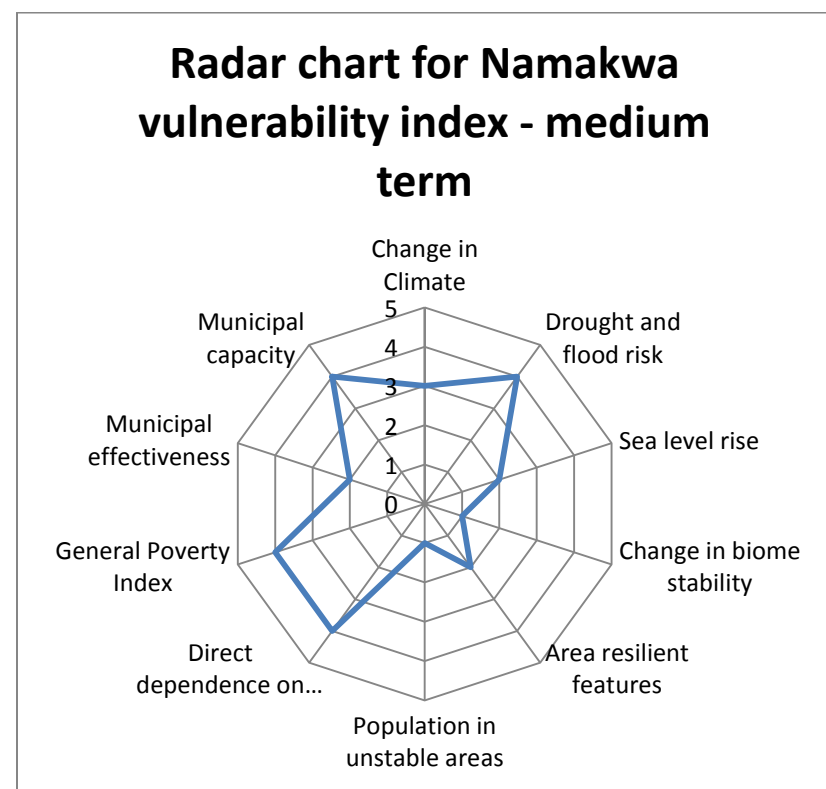 Radar chart for Namakwa
vulnerability index - medium
term
Change in
Climate
Drought and
flood risk
Sea level rise
Change in biome
stability
Area resilient
features
Population in
unstable areas
Direct
dependence on…
General Poverty
Index
Municipal
effectiveness
Municipal
capacity
5
4
3
2
1
0